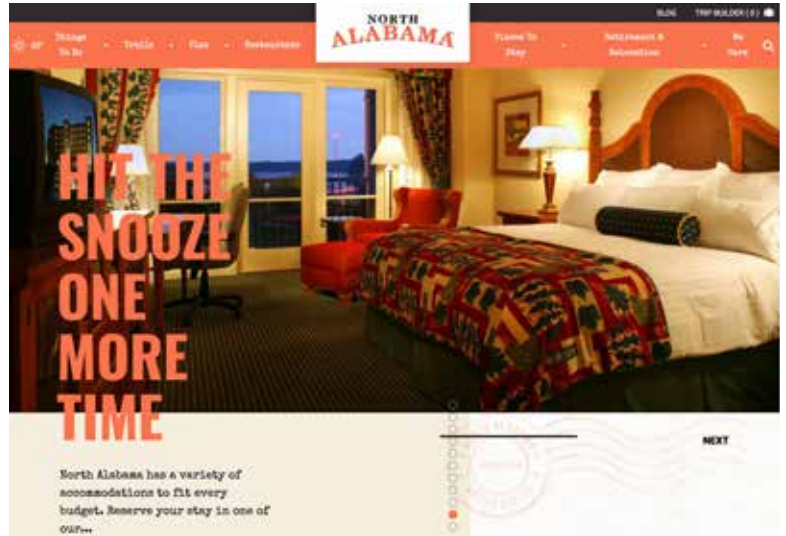 BLOG TRIP BUILDER ( 0 )
NORTH
ALABAMA
Things
To Do
Trails
Plan
Restaurants
Places To
Stay
Retirement &
Relocation
HIT THE
SNOOZE
ONE
MORE
TIME
NEXT
North Alabama has a variety of
accommodations to fit every
budget. Reserve your stay in one of
our...